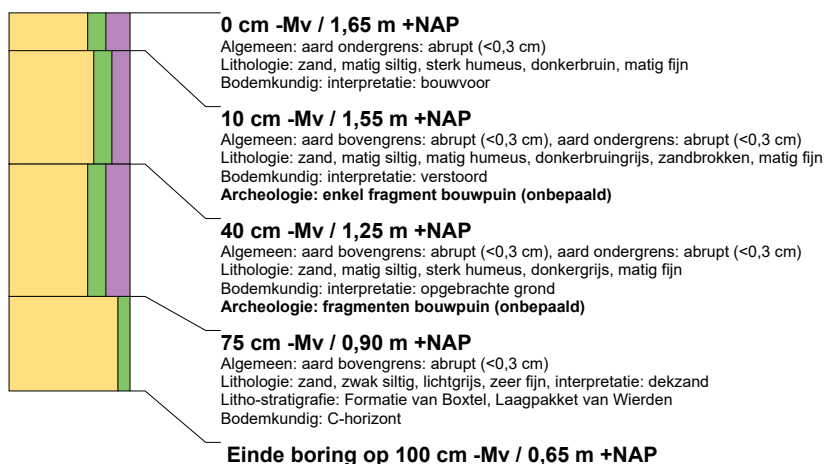 0 cm -Mv / 1,65 m +NAP
Algemeen: aard ondergrens: abrupt (<0,3 cm)
Lithologie: zand, matig siltig, sterk humeus, donkerbruin, matig fijn
Bodemkundig: interpretatie: bouwvoor
10 cm -Mv / 1,55 m +NAP
Algemeen: aard bovengrens: abrupt (<0,3 cm), aard ondergrens: abrupt (<0,3 cm)
Lithologie: zand, matig siltig, matig humeus, donkerbruingrijs, zandbrokken, matig fijn
Bodemkundig: interpretatie: verstoord
Archeologie: enkel fragment bouwpuin (onbepaald)
40 cm -Mv / 1,25 m +NAP
Algemeen: aard bovengrens: abrupt (<0,3 cm), aard ondergrens: abrupt (<0,3 cm)
Lithologie: zand, matig siltig, sterk humeus, donkergrijs, matig fijn
Bodemkundig: interpretatie: opgebrachte grond
Archeologie: fragmenten bouwpuin (onbepaald)
75 cm -Mv / 0,90 m +NAP
Algemeen: aard bovengrens: abrupt (<0,3 cm)
Lithologie: zand, zwak siltig, lichtgrijs, zeer fijn, interpretatie: dekzand
Litho-stratigrafie: Formatie van Boxtel, Laagpakket van Wierden
Bodemkundig: C-horizont
Einde boring op 100 cm -Mv / 0,65 m +NAP